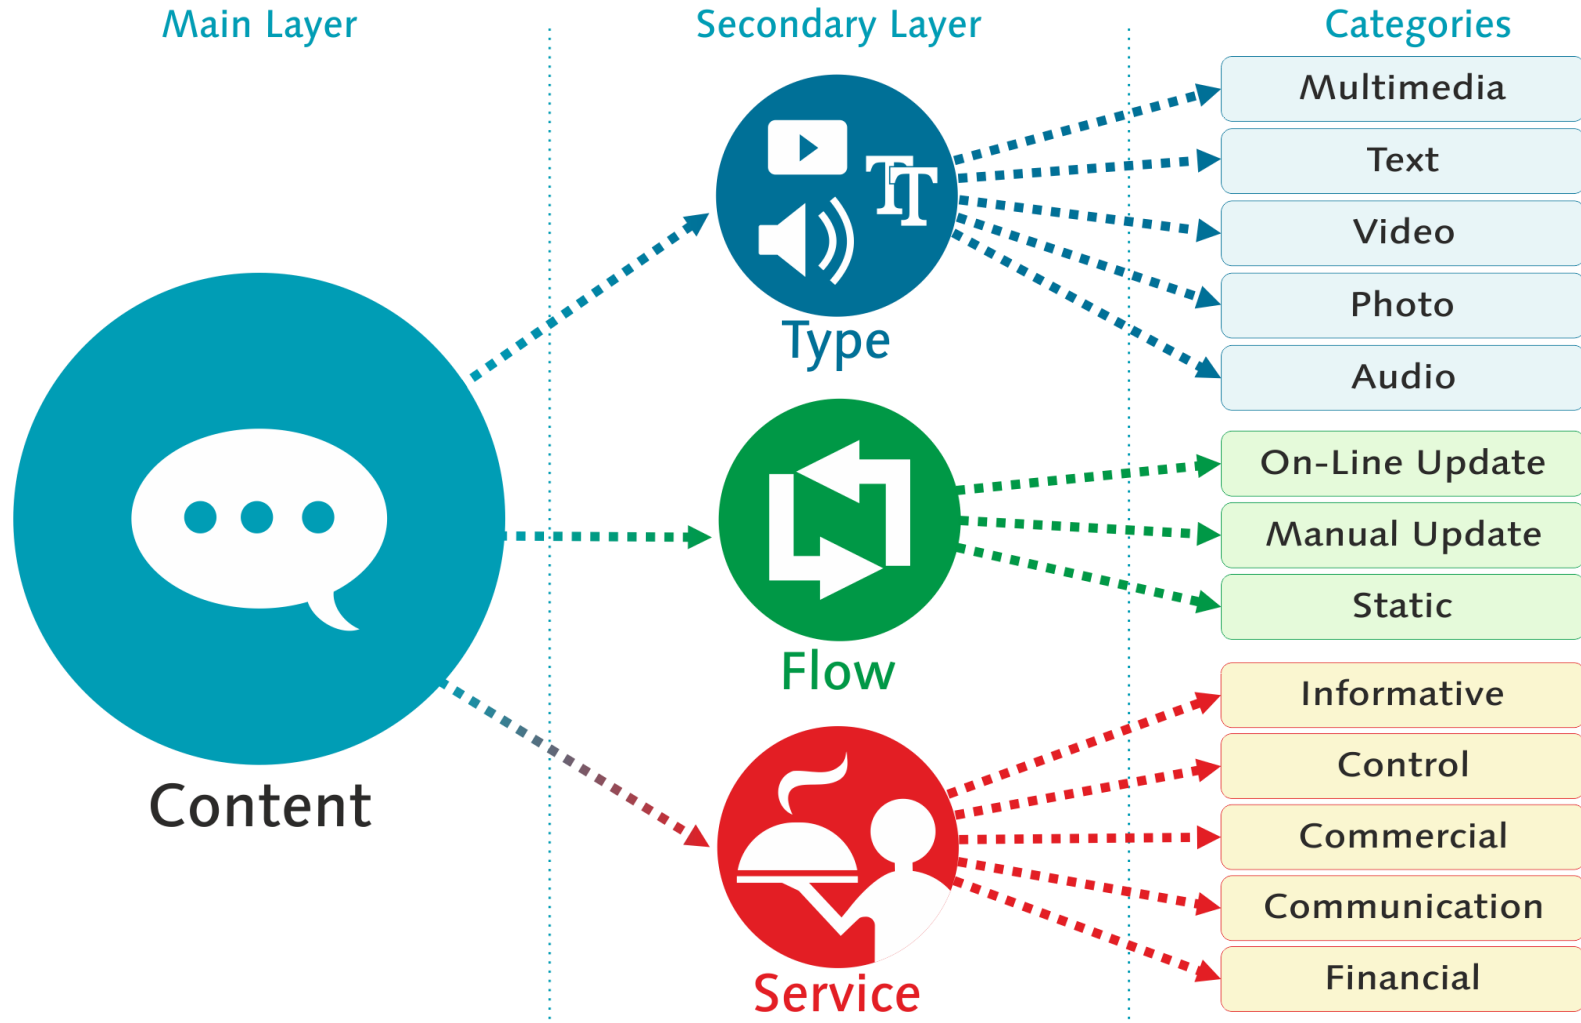 Main Layer
Secondary Layer
Categories
Content
Type
Multimedia
Text
Video
Photo
Audio
Flow
On-Line Update
Manual Update
Static
Service
Informative
Control
Commercial
Communication
Financial